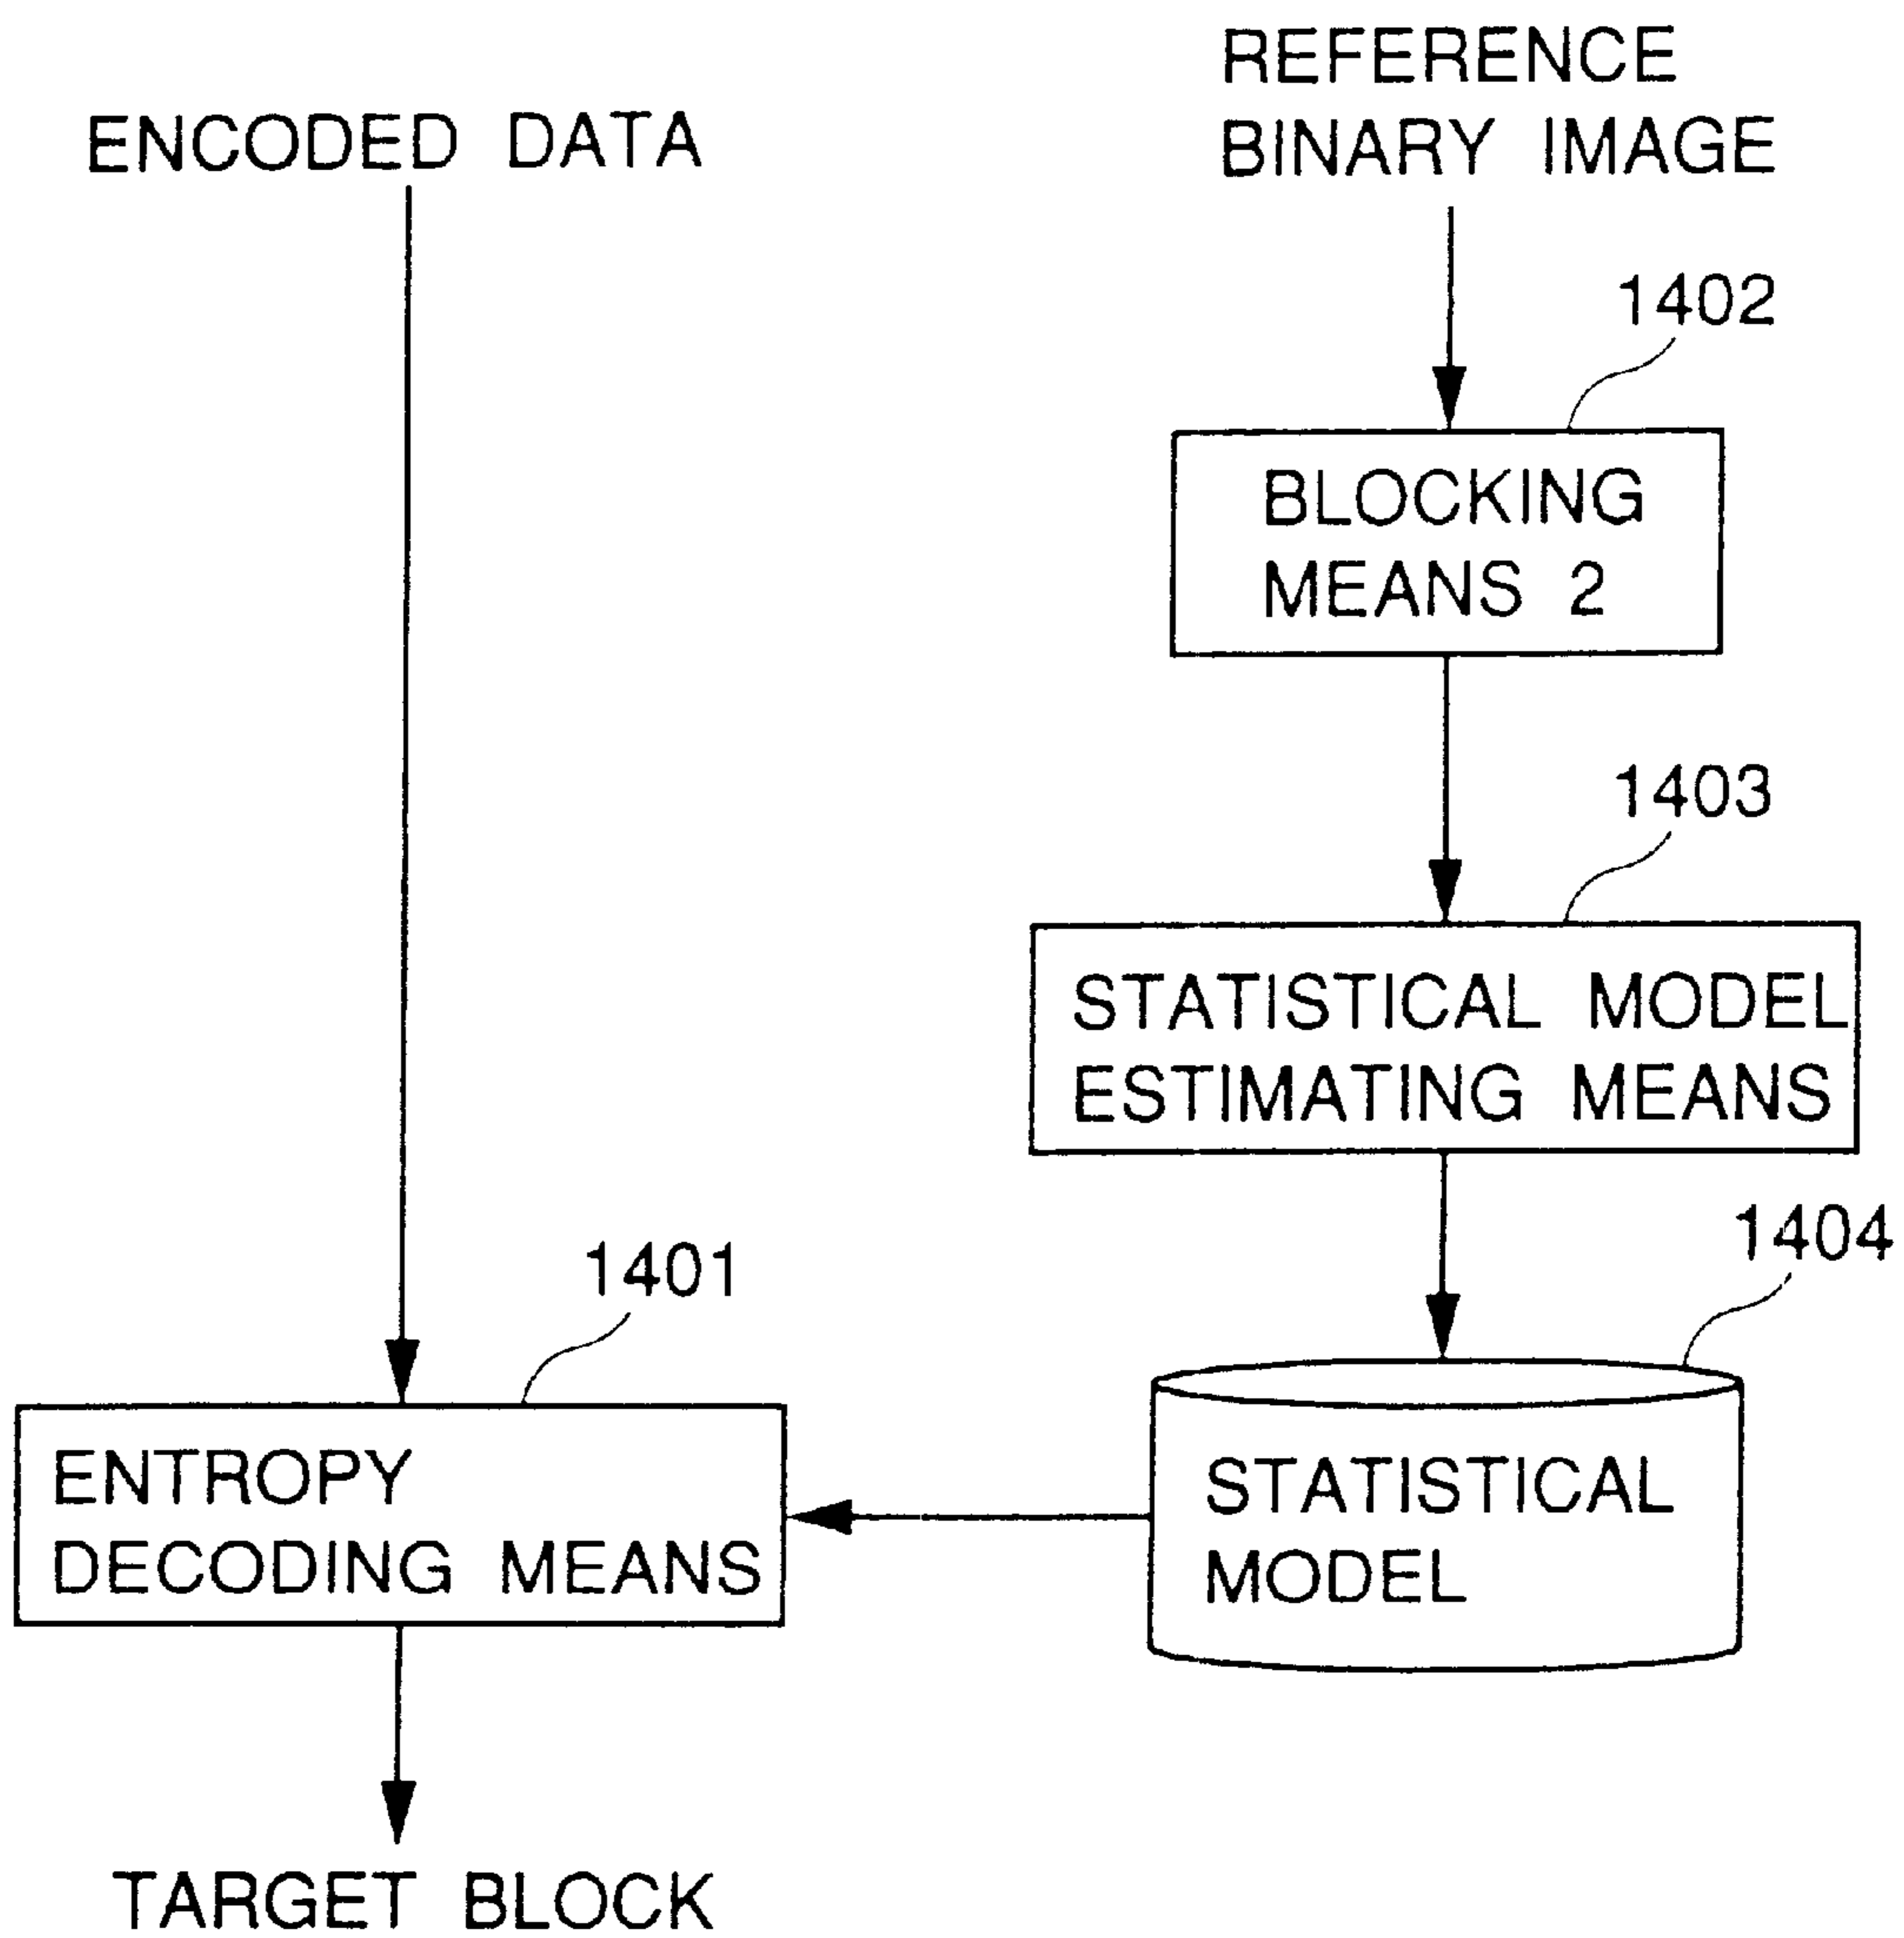 ENCODED DATA
REFERENCE
BINARY IMAGE
1402
BLOCKING
MEANS 2
1403
STATISTICAL MODEL
ESTIMATING MEANS
1404
STATISTICAL
MODEL
1401
ENTROPY
DECODING MEANS
TARGET BLOCK